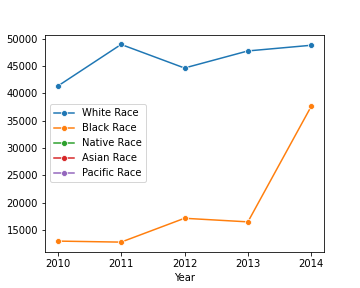 50000
45000
40000
35000
30000
25000
20000
15000
White Race
Black Race
Native Race
Asian Race
Pacific Race
2010 2011 2012 2013 2014
Year